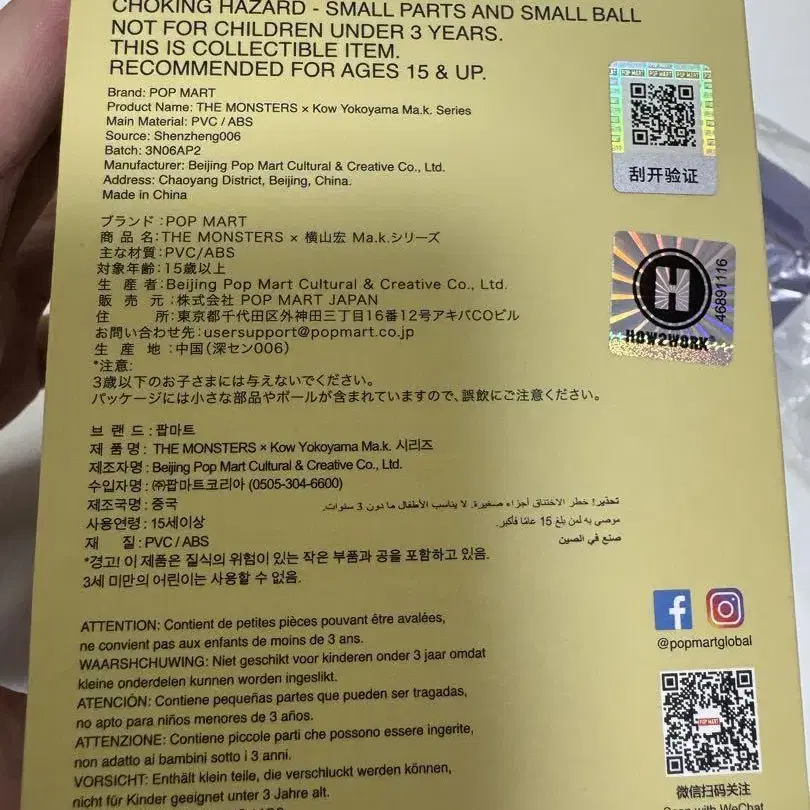 CHOKING HAZARD - SMALL PARTS AND SMALL BALL
NOT FOR CHILDREN UNDER 3 YEARS.
THIS IS COLLECTIBLE ITEM.
RECOMMENDED FOR AGES 15 & UP.
Brand: POP MART
Product Name: THE MONSTERS × Kow Yokoyama Ma.k. Series
Main Material: PVC / ABS
Source: Shenzheng006
Batch: 3N06AP2
Manufacturer: Beijing Pop Mart Cultural & Creative Co., Ltd.
Address: Chaoyang District, Beijing, China.
Made in China
POP MART POP MART POP MART
刮开验证
ブランド:POP MART
商 品 名:THE MONSTERS × 横山宏 Ma.k.シリーズ
主な材質:PVC/ABS
対象年齢:15歳以上
生 産 者:Beijing Pop Mart Cultural & Creative Co., Ltd.
販 売 元:株式会社 POP MART JAPAN
住 所:東京都千代田区外神田三丁目16番12号アキバCOビル
お問い合わせ先:usersupport@popmart.co.jp
生 産 地:中国(深セン006)
*注意:
3歳以下のお子さまには与えないでください。
パッケージには小さな部品やボールが含まれていますので、誤飲にご注意ください。
H
HOW2WORK
46891116
브 랜 드 : 팝마트
제 품 명 : THE MONSTERS × Kow Yokoyama Ma.k. 시리즈
제조자명 : Beijing Pop Mart Cultural & Creative Co., Ltd.
수입자명 : ㈜팝마트코리아 (0505-304-6600)
제조국명 : 중국
사용연령 : 15세이상
재 질 : PVC / ABS
*경고! 이 제품은 질식의 위험이 있는 작은 부품과 공을 포함하고 있음.
3세 미만의 어린이는 사용할 수 없음.
تحذير! خطر الاختناق أجزاء صغيرة. لا يناسب الأطفال ما دون 3 سنوات.
موصي به لمن بلغ 15 عامًا فأكبر.
صنع في الصين
ATTENTION: Contient de petites pièces pouvant être avalées,
ne convient pas aux enfants de moins de 3 ans.
WAARSHCHUWING: Niet geschikt voor kinderen onder 3 jaar omdat
kleine onderdelen kunnen worden ingeslikt.
ATENCIÓN: Contiene pequeñas partes que pueden ser tragadas,
no apto para niños menores de 3 años.
ATTENZIONE: Contiene piccole parti che possono essere ingerite,
non adatto ai bambini sotto i 3 anni.
VORSICHT: Enthält klein teile, die verschluckt werden können,
nicht für Kinder geeignet unter 3 Jahre alt.
@popmartglobal
POP MART
微信扫码关注
Scan with WeChat